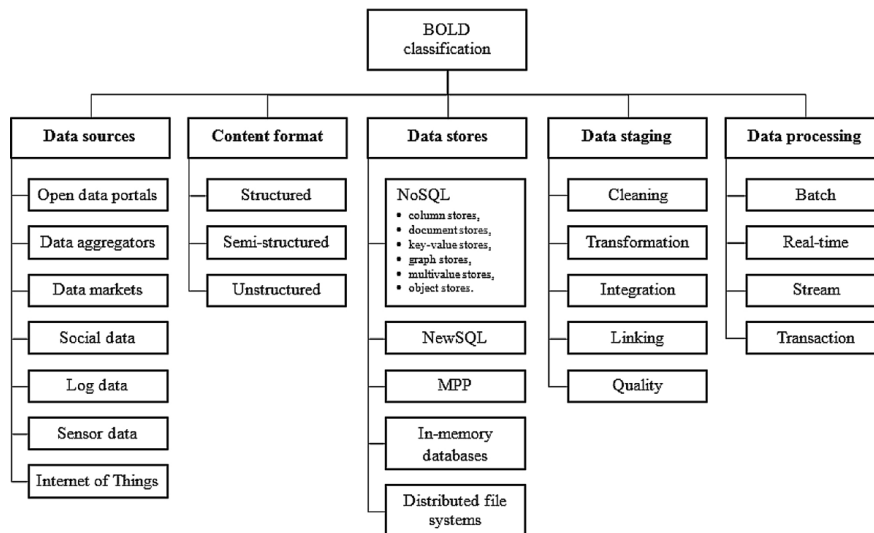 BOLD
classification
Data sources
Open data portals
Data aggregators
Data markets
Social data
Log data
Sensor data
Internet of Things
Content format
Structured
Semi-structured
Unstructured
Data stores
NoSQL
• column stores,
• document stores,
• key-value stores,
• graph stores,
• multivalue stores,
• object stores.
NewSQL
MPP
In-memory
databases
Distributed file
systems
Data staging
Cleaning
Transformation
Integration
Linking
Quality
Data processing
Batch
Real-time
Stream
Transaction